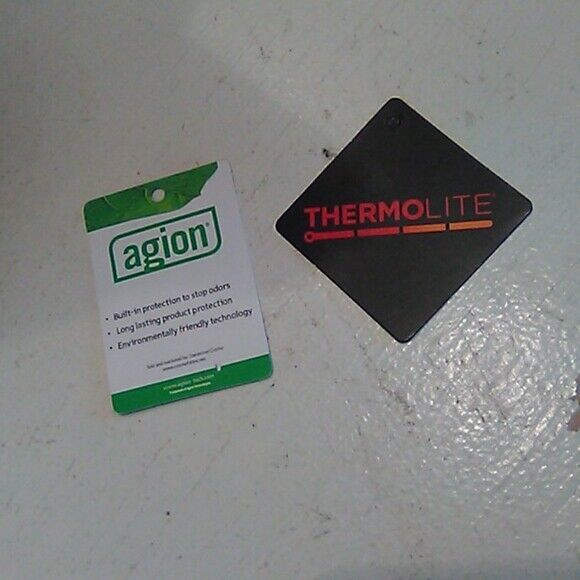 agion®
• Built-in protection to stop odors
• Long lasting product protection
• Environmentally friendly technology
THERMOLITE®